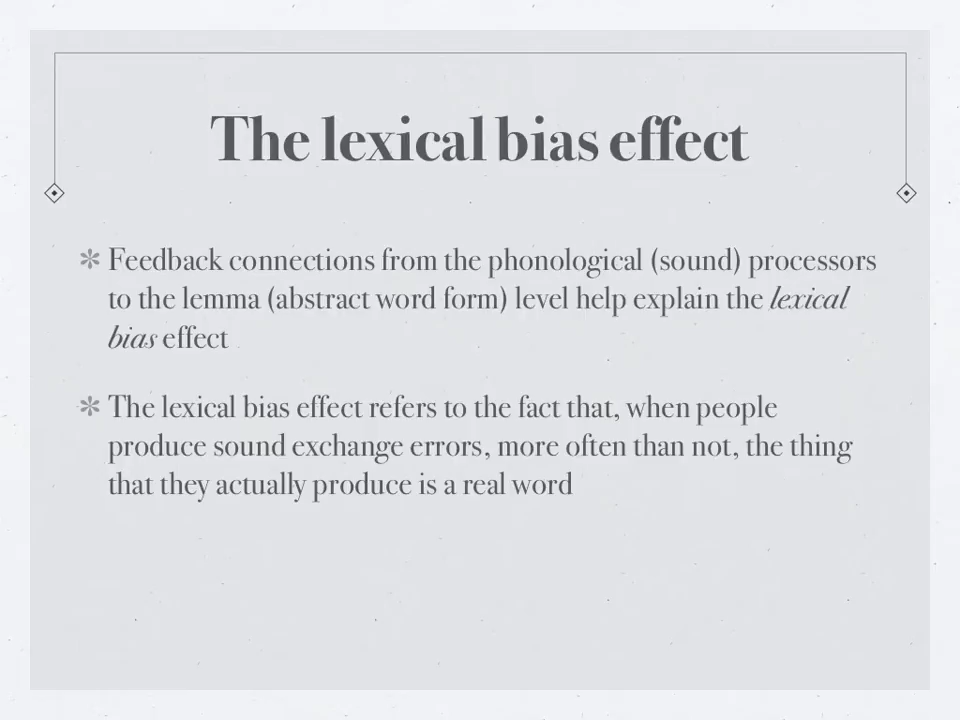 The lexical bias effect
✻ Feedback connections from the phonological (sound) processors
to the lemma (abstract word form) level help explain the lexical
bias effect
✻ The lexical bias effect refers to the fact that, when people
produce sound exchange errors, more often than not, the thing
that they actually produce is a real word